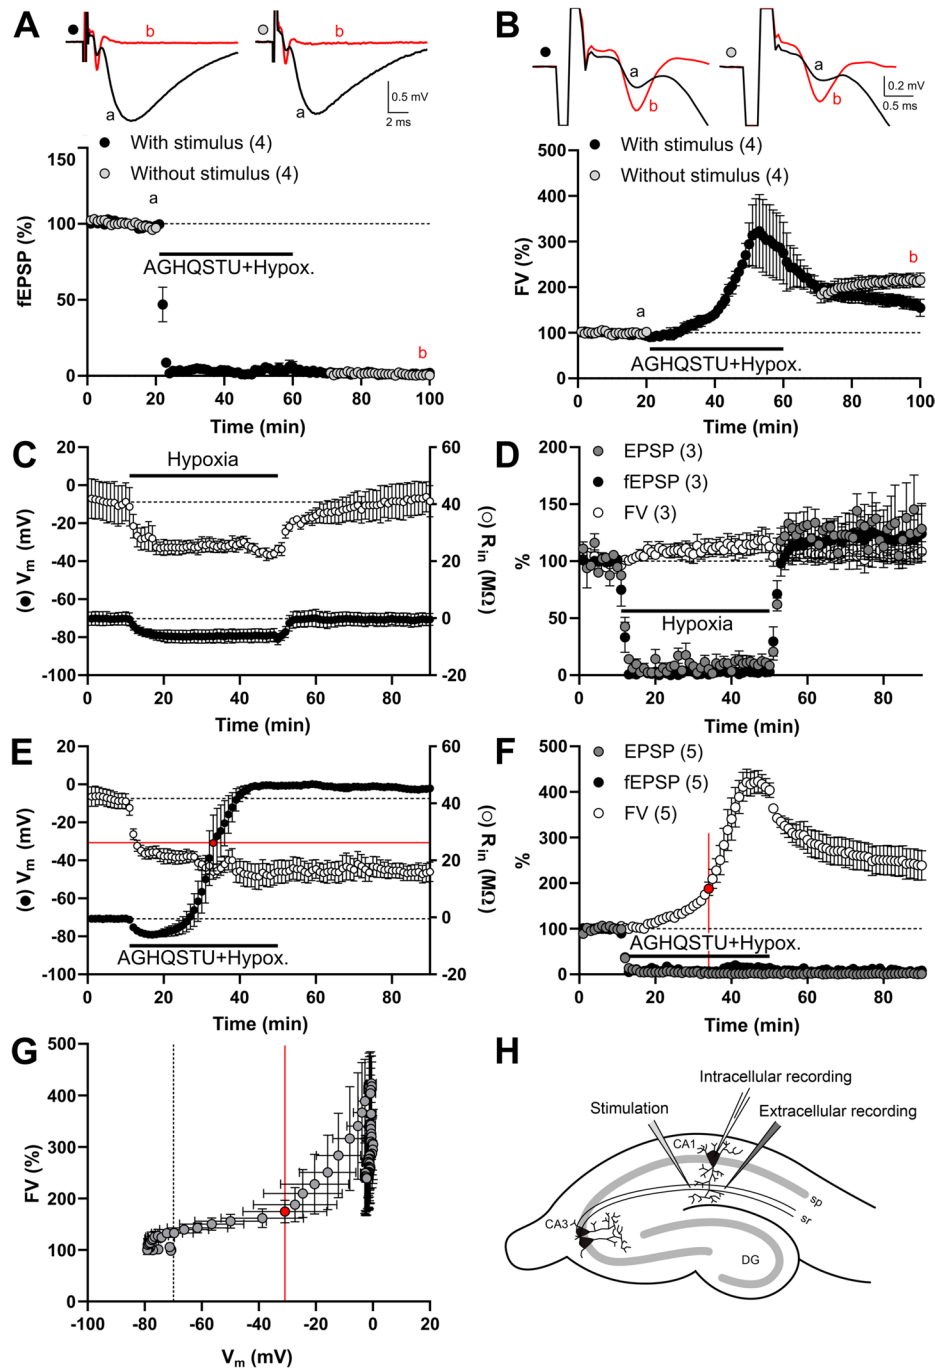 A
b
b
a
a
0.5 mV
2 ms
With stimulus (4)
Without stimulus (4)
150
100
50
0
fEPSP (%)
a
AGHQSTU+Hypox.
b
0 20 40 60 80 100
Time (min)
B
a
b
a
b
0.2 mV
0.5 ms
With stimulus (4)
Without stimulus (4)
500
400
300
200
100
0
FV (%)
a
b
AGHQSTU+Hypox.
0 20 40 60 80 100
Time (min)
C
20
0
-20
-40
-60
-80
-100
(●) Vm (mV)
Hypoxia
60
40
20
0
-20
(○) Rin (MΩ)
0 20 40 60 80
Time (min)
D
EPSP (3)
fEPSP (3)
FV (3)
200
150
100
50
0
%
Hypoxia
0 20 40 60 80
Time (min)
E
20
0
-20
-40
-60
-80
-100
(●) Vm (mV)
AGHQSTU+Hypox.
60
40
20
0
-20
(○) Rin (MΩ)
0 20 40 60 80
Time (min)
F
EPSP (5)
fEPSP (5)
FV (5)
500
400
300
200
100
0
%
AGHQSTU+Hypox.
0 20 40 60 80
Time (min)
G
500
400
300
200
100
0
FV (%)
-100 -80 -60 -40 -20 0 20
Vm (mV)
H
Intracellular recording
Stimulation
Extracellular recording
CA1
sp
sr
CA3
DG